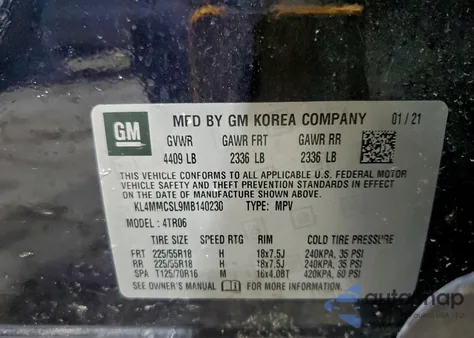 GM
MFD BY GM KOREA COMPANY 01/21
GVWR GAWR FRT GAWR RR
4409 LB 2336 LB 2336 LB
THIS VEHICLE CONFORMS TO ALL APPLICABLE U.S. FEDERAL MOTOR
VEHICLE SAFETY AND THEFT PREVENTION STANDARDS IN EFFECT ON THE
DATE OF MANUFACTURE SHOWN ABOVE.
KL4MMCSL9MB140230 TYPE: MPV
MODEL: 4TR06
TIRE SIZE SPEED RTG RIM COLD TIRE PRESSURE
FRT 225/55R18 H 18x7.5J 240KPA, 35 PSI
RR 225/55R18 H 18x7.5J 240KPA, 35 PSI
SPA T125/70R16 M 16x4.0BT 420KPA, 60 PSI
SEE OWNER'S MANUAL FOR MORE INFORMATION.